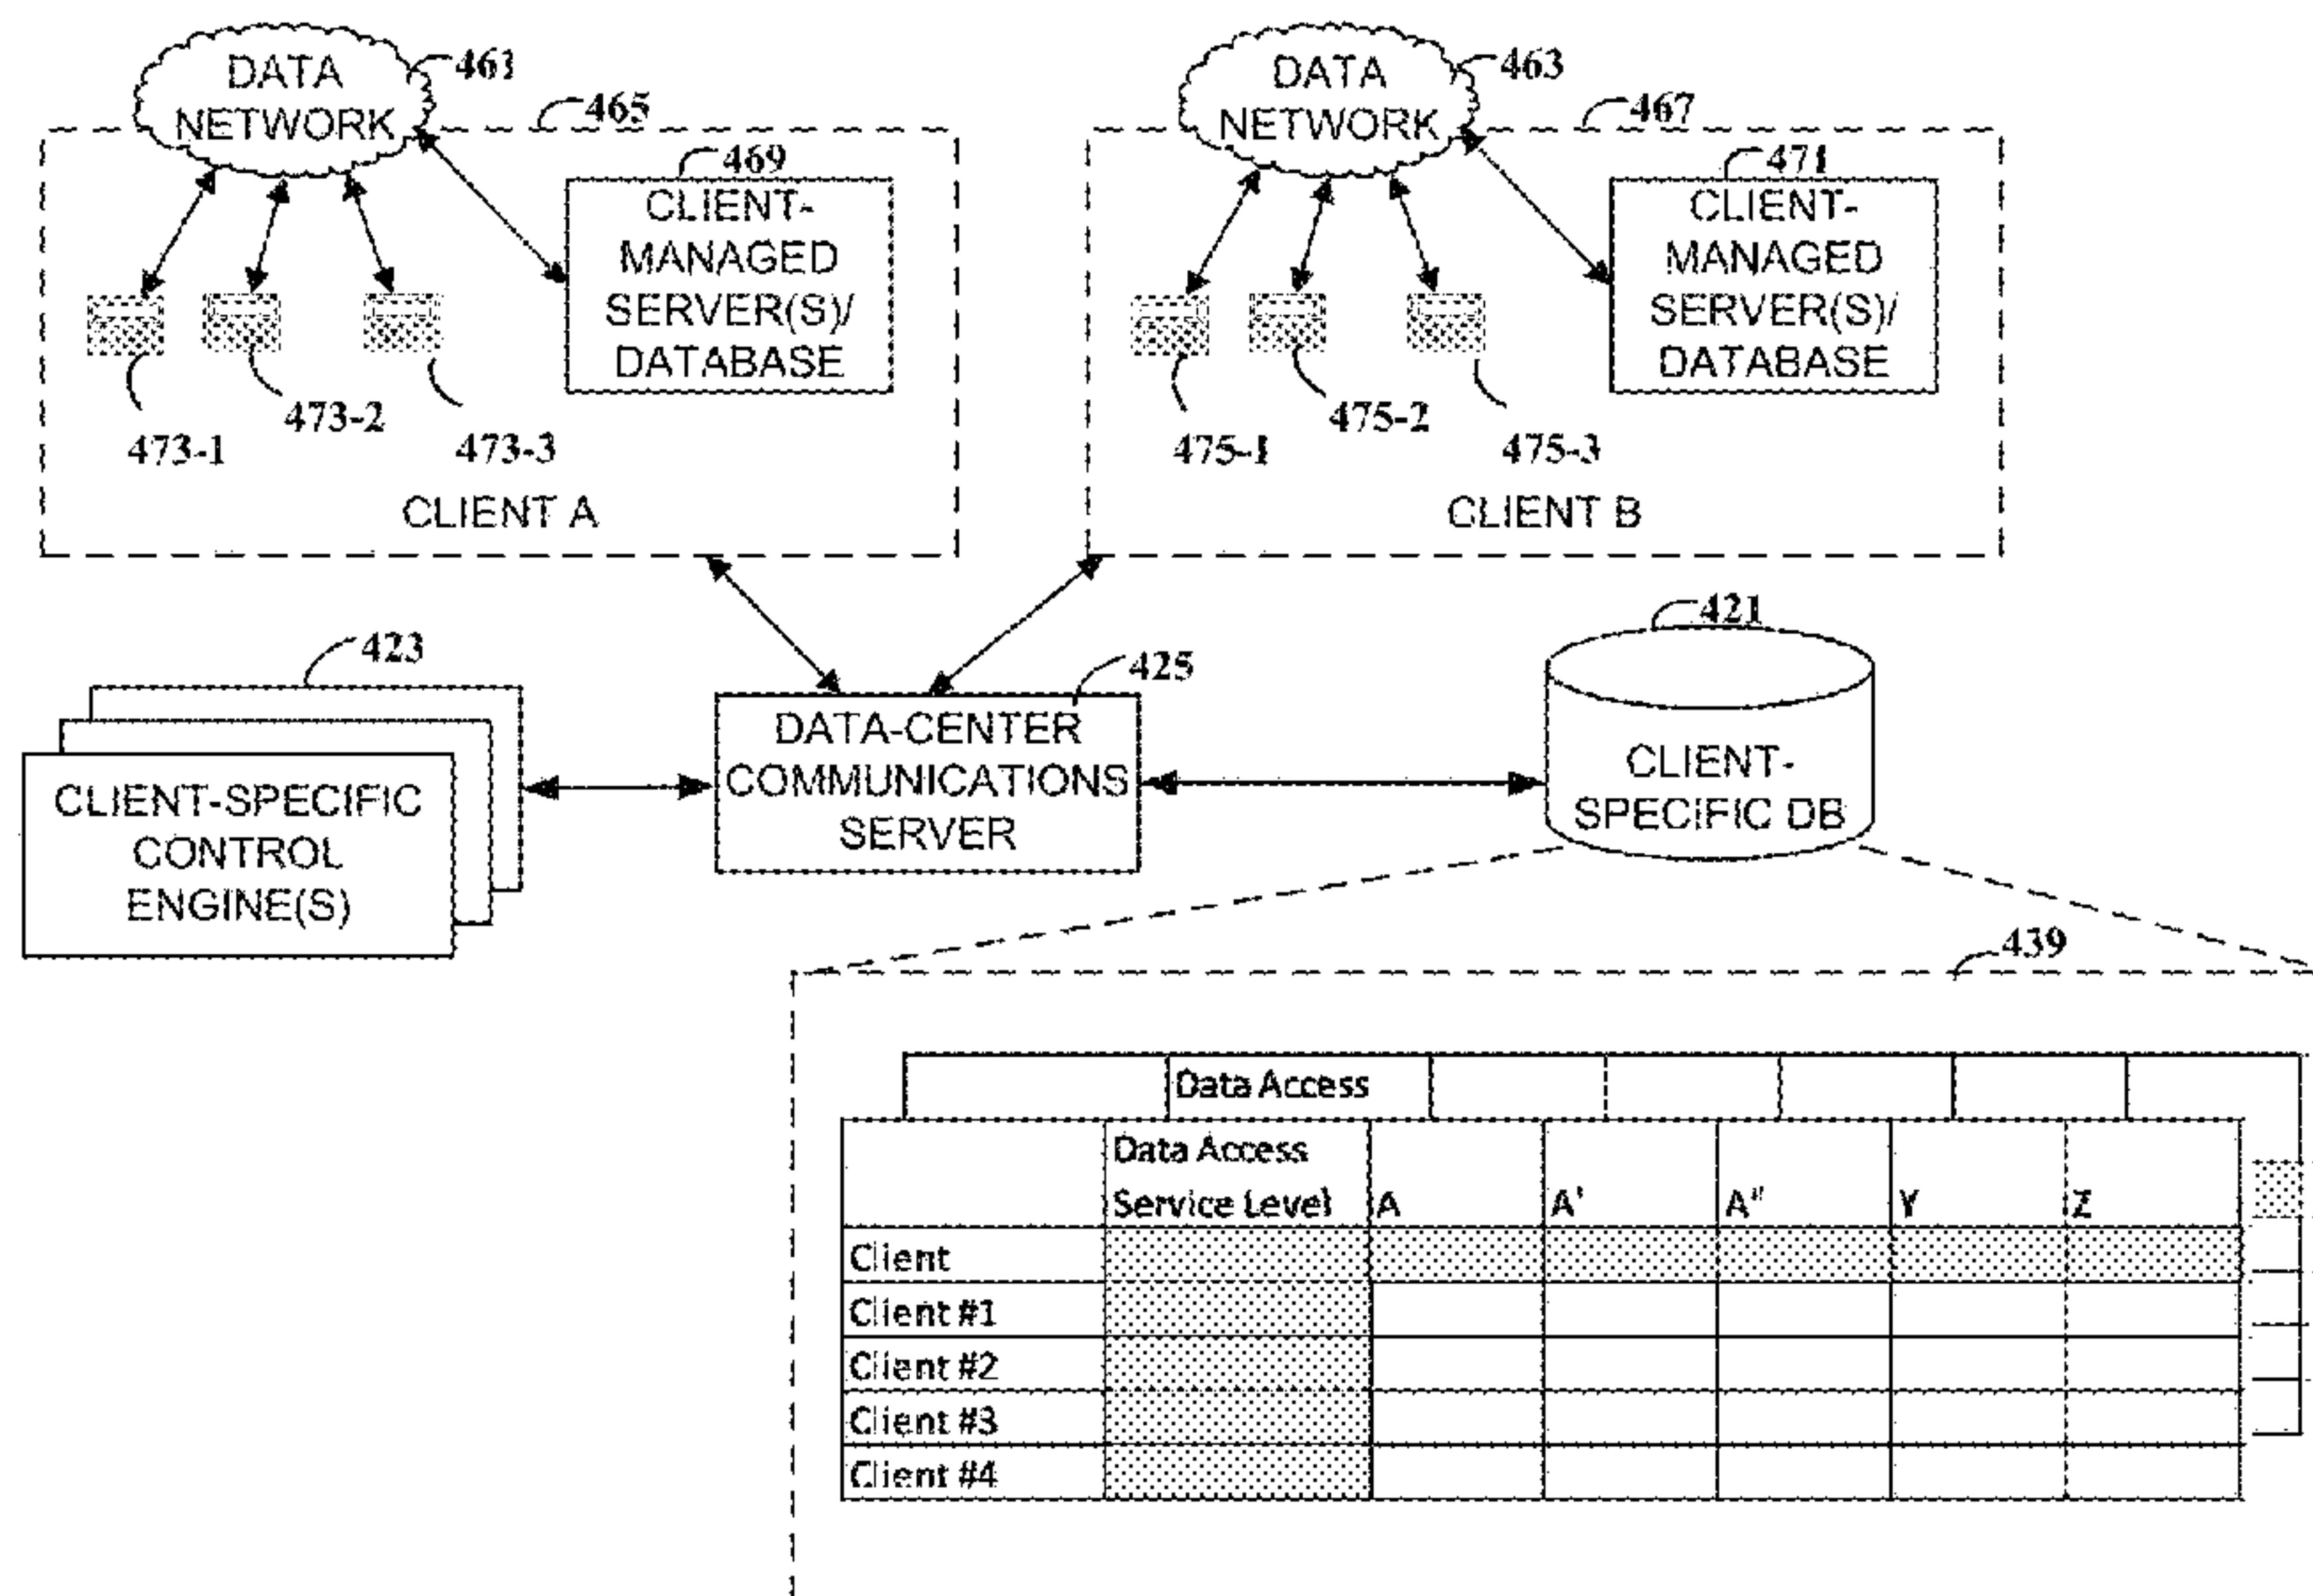 DATA
NETWORK
461
465
469
CLIENT-
MANAGED
SERVER(S)/
DATABASE
473-1
473-2
473-3
CLIENT A
DATA
NETWORK
463
467
471
CLIENT-
MANAGED
SERVER(S)/
DATABASE
475-1
475-2
475-3
CLIENT B
423
CLIENT-SPECIFIC
CONTROL
ENGINE(S)
425
DATA-CENTER
COMMUNICATIONS
SERVER
421
CLIENT-
SPECIFIC DB
439
Data Access
Data Access
Service Level A A' A" Y Z
Client
Client #1
Client #2
Client #3
Client #4